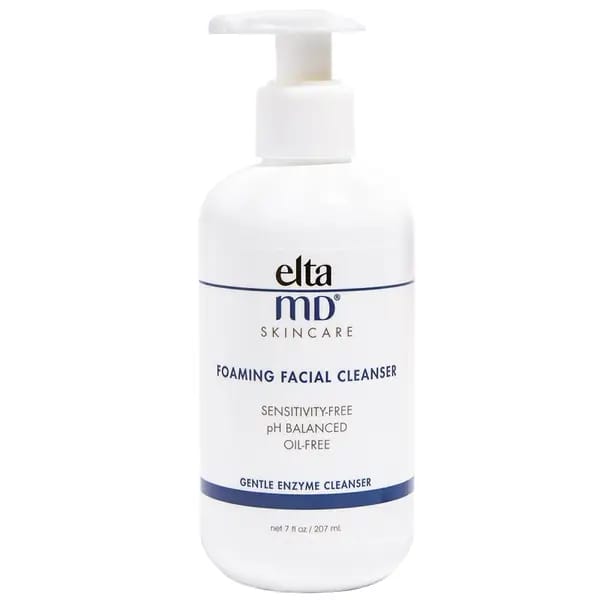 elta
MD®
SKINCARE
FOAMING FACIAL CLEANSER
SENSITIVITY-FREE
pH BALANCED
OIL-FREE
GENTLE ENZYME CLEANSER
net 7 fl oz / 207 mL